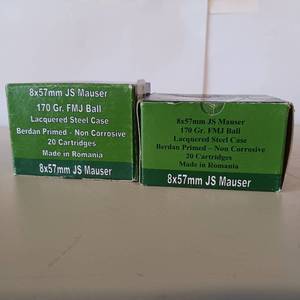 8x57mm JS Mauser
170 Gr. FMJ Ball
Lacquered Steel Case
Berdan Primed - Non Corrosive
20 Cartridges
Made in Romania
8x57mm JS Mauser
8x57mm JS Mauser
170 Gr. FMJ Ball
Lacquered Steel Case
Berdan Primed – Non Corrosive
20 Cartridges
Made in Romania
8x57mm JS Mauser